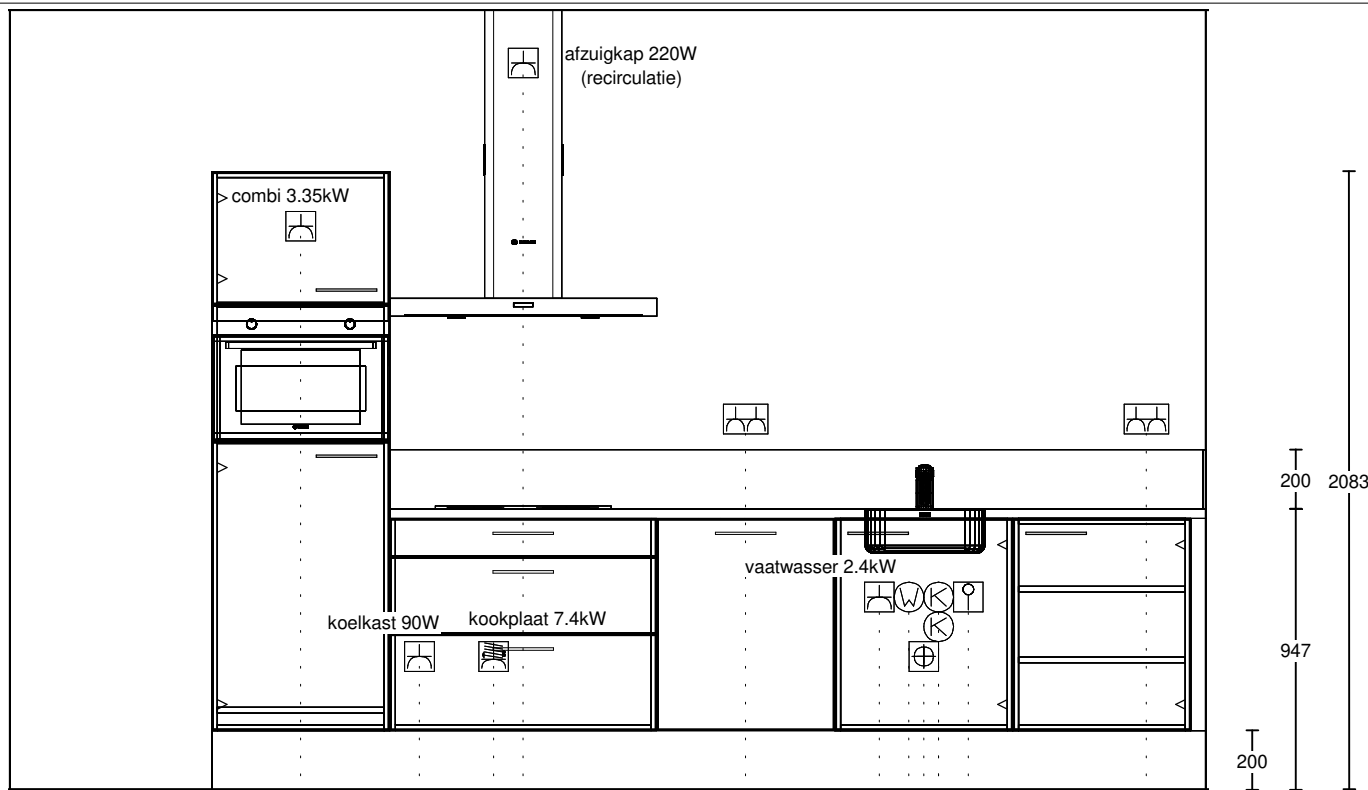 afzuigkap 220W
(recirculatie)
combi 3.35kW
200
2083
vaatwasser 2.4kW
W
K
koelkast 90W
kookplaat 7.4kW
K
947
200